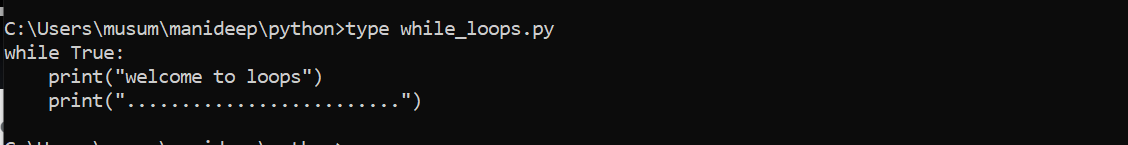 C:\Users\musum\manideep\python>type while_loops.py
while True:
    print("welcome to loops")
    print(".........................")